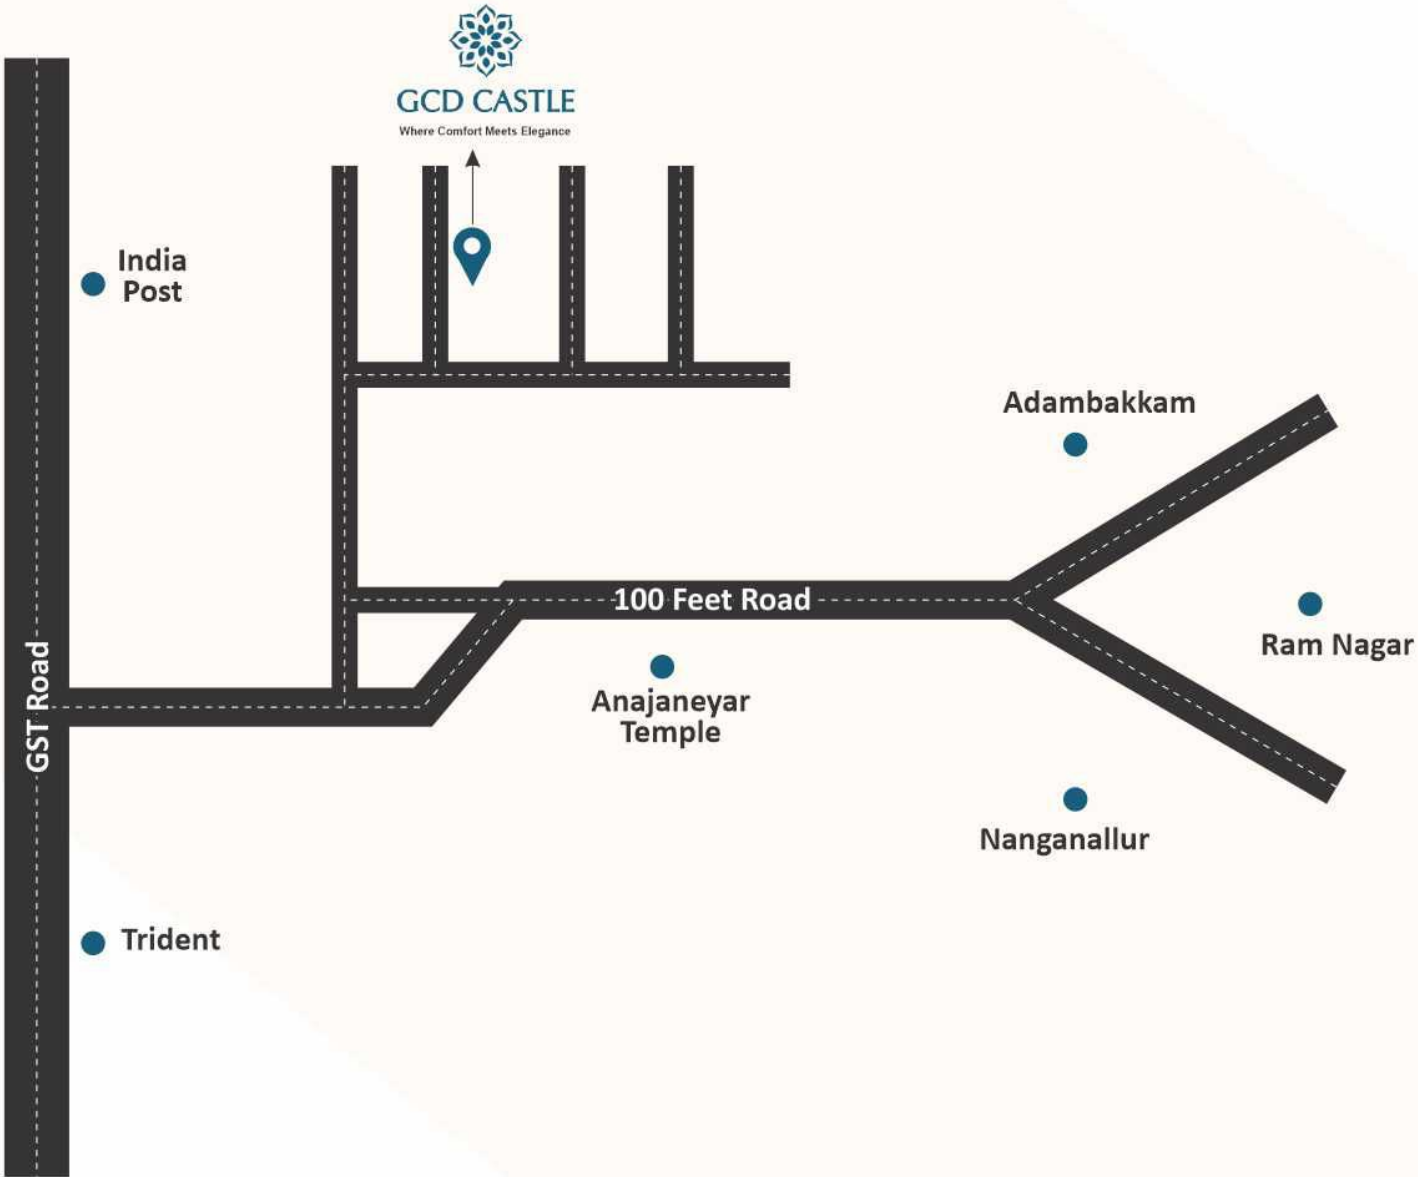 GCD CASTLE
Where Comfort Meets Elegance
India
Post
Adambakkam
100 Feet Road
Ram Nagar
GST Road
Anajaneyar
Temple
Nanganallur
Trident